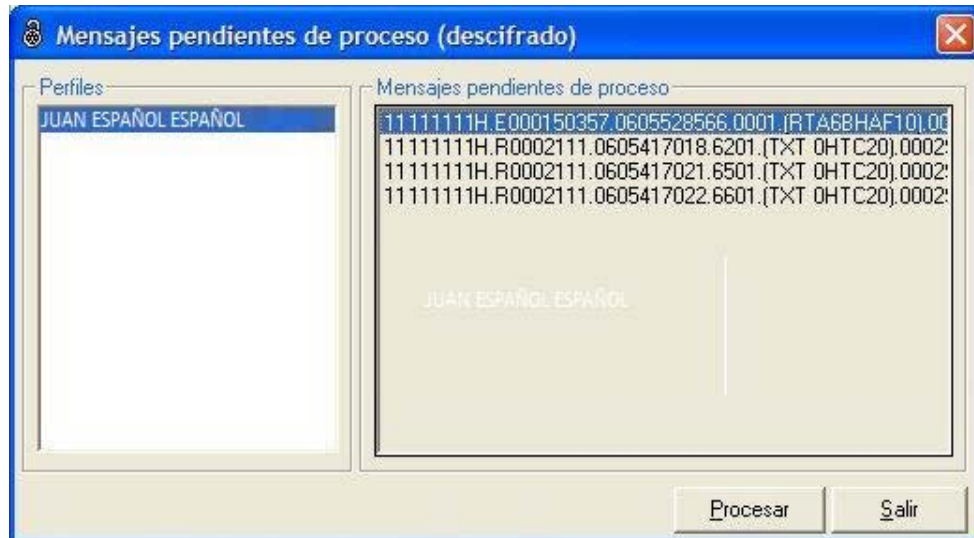 Mensajes pendientes de proceso (descifrado)
Perfiles
JUAN ESPAÑOL ESPAÑOL
Mensajes pendientes de proceso
11111111H.E000150357.0605528566.0001.(RTA6BHAF10).00
11111111H.R0002111.0605417018.6201.(TXT 0HTC20).0002
11111111H.R0002111.0605417021.6501.(TXT 0HTC20).0002
11111111H.R0002111.0605417022.6601.(TXT 0HTC20).0002
JUAN ESPAÑOL ESPAÑOL
Procesar
Salir